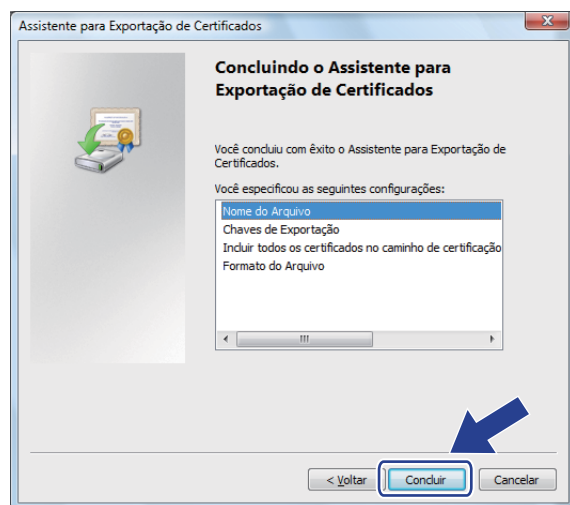 Assistente para Exportação de Certificados
Concluindo o Assistente para
Exportação de Certificados
Você concluiu com êxito o Assistente para Exportação de
Certificados.
Você especificou as seguintes configurações:
Nome do Arquivo
Chaves de Exportação
Incluir todos os certificados no caminho de certificação
Formato do Arquivo
< Voltar
Concluir
Cancelar